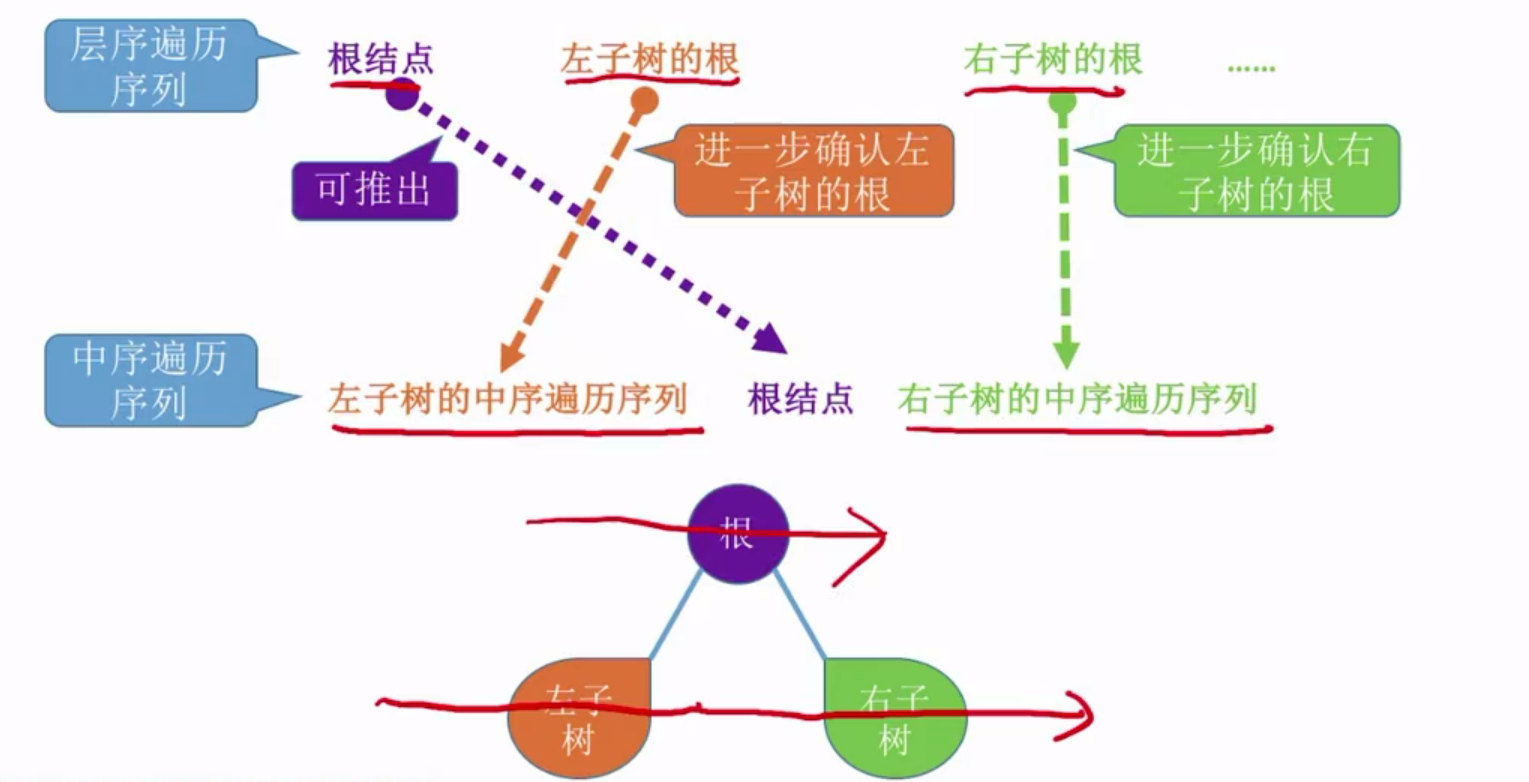 层序遍历
序列
根结点
左子树的根
右子树的根
……
可推出
进一步确认左
子树的根
进一步确认右
子树的根
中序遍历
序列
左子树的中序遍历序列
根结点
右子树的中序遍历序列
根
左子
树
右子
树